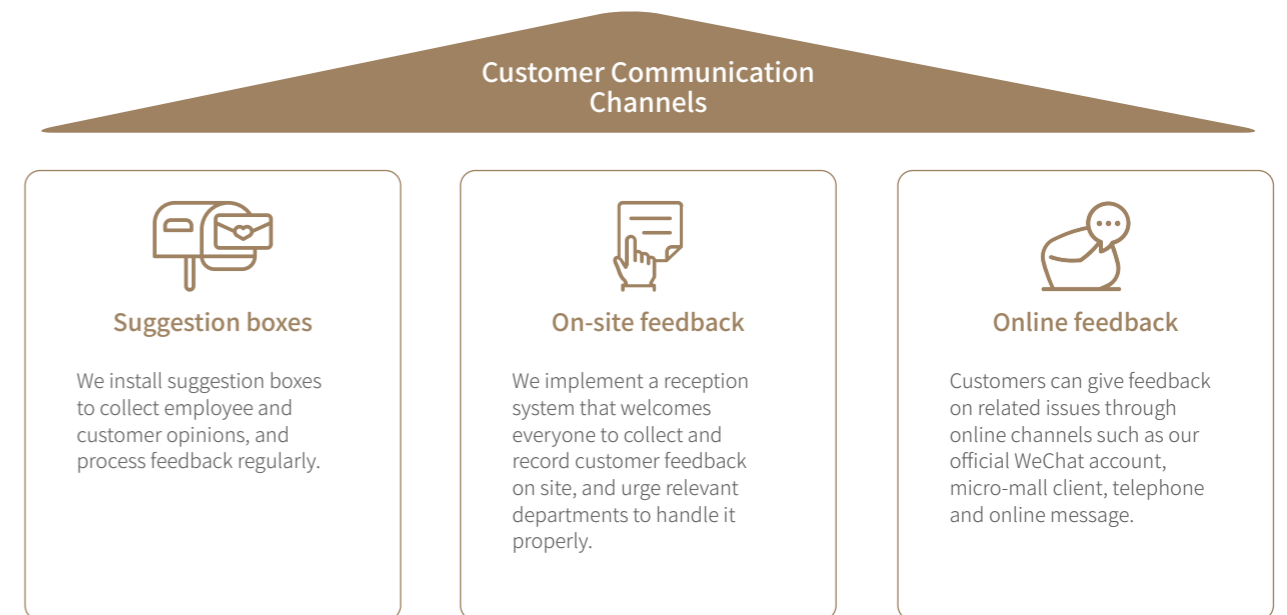 Customer Communication
Channels
Suggestion boxes
We install suggestion boxes
to collect employee and
customer opinions, and
process feedback regularly.
On-site feedback
We implement a reception
system that welcomes
everyone to collect and
record customer feedback
on site, and urge relevant
departments to handle it
properly.
Online feedback
Customers can give feedback
on related issues through
online channels such as our
official WeChat account,
micro-mall client, telephone
and online message.